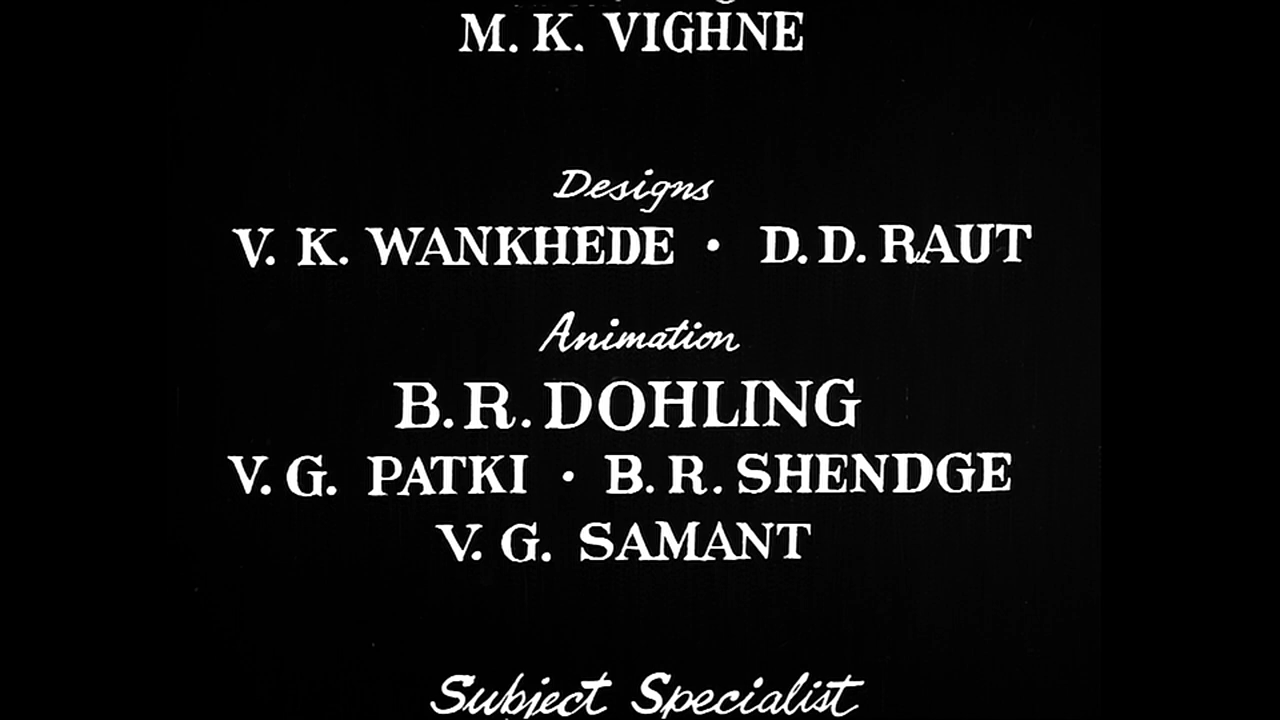 M. K. VIGHNE
Designs
V. K. WANKHEDE • D. D. RAUT
Animation
B. R. DOHLING
V. G. PATKI • B. R. SHENDGE
V. G. SAMANT
Subject Specialist